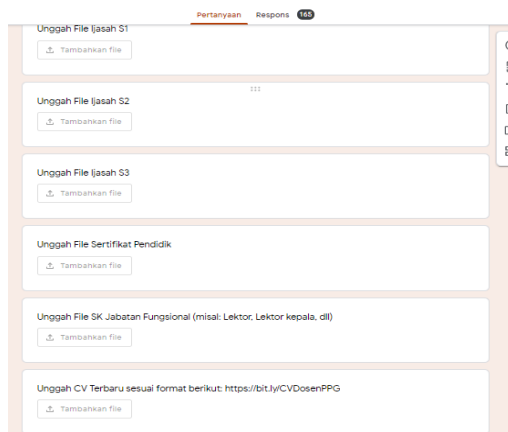 Pertanyaan Respons 165
Unggah File Ijasah S1
Tambahkan file
Unggah File Ijasah S2
Tambahkan file
Unggah File Ijasah S3
Tambahkan file
Unggah File Sertifikat Pendidik
Tambahkan file
Unggah File SK Jabatan Fungsional (misal: Lektor, Lektor kepala, dll)
Tambahkan file
Unggah CV Terbaru sesuai format berikut: https://bit.ly/CVDosenPPG
Tambahkan file